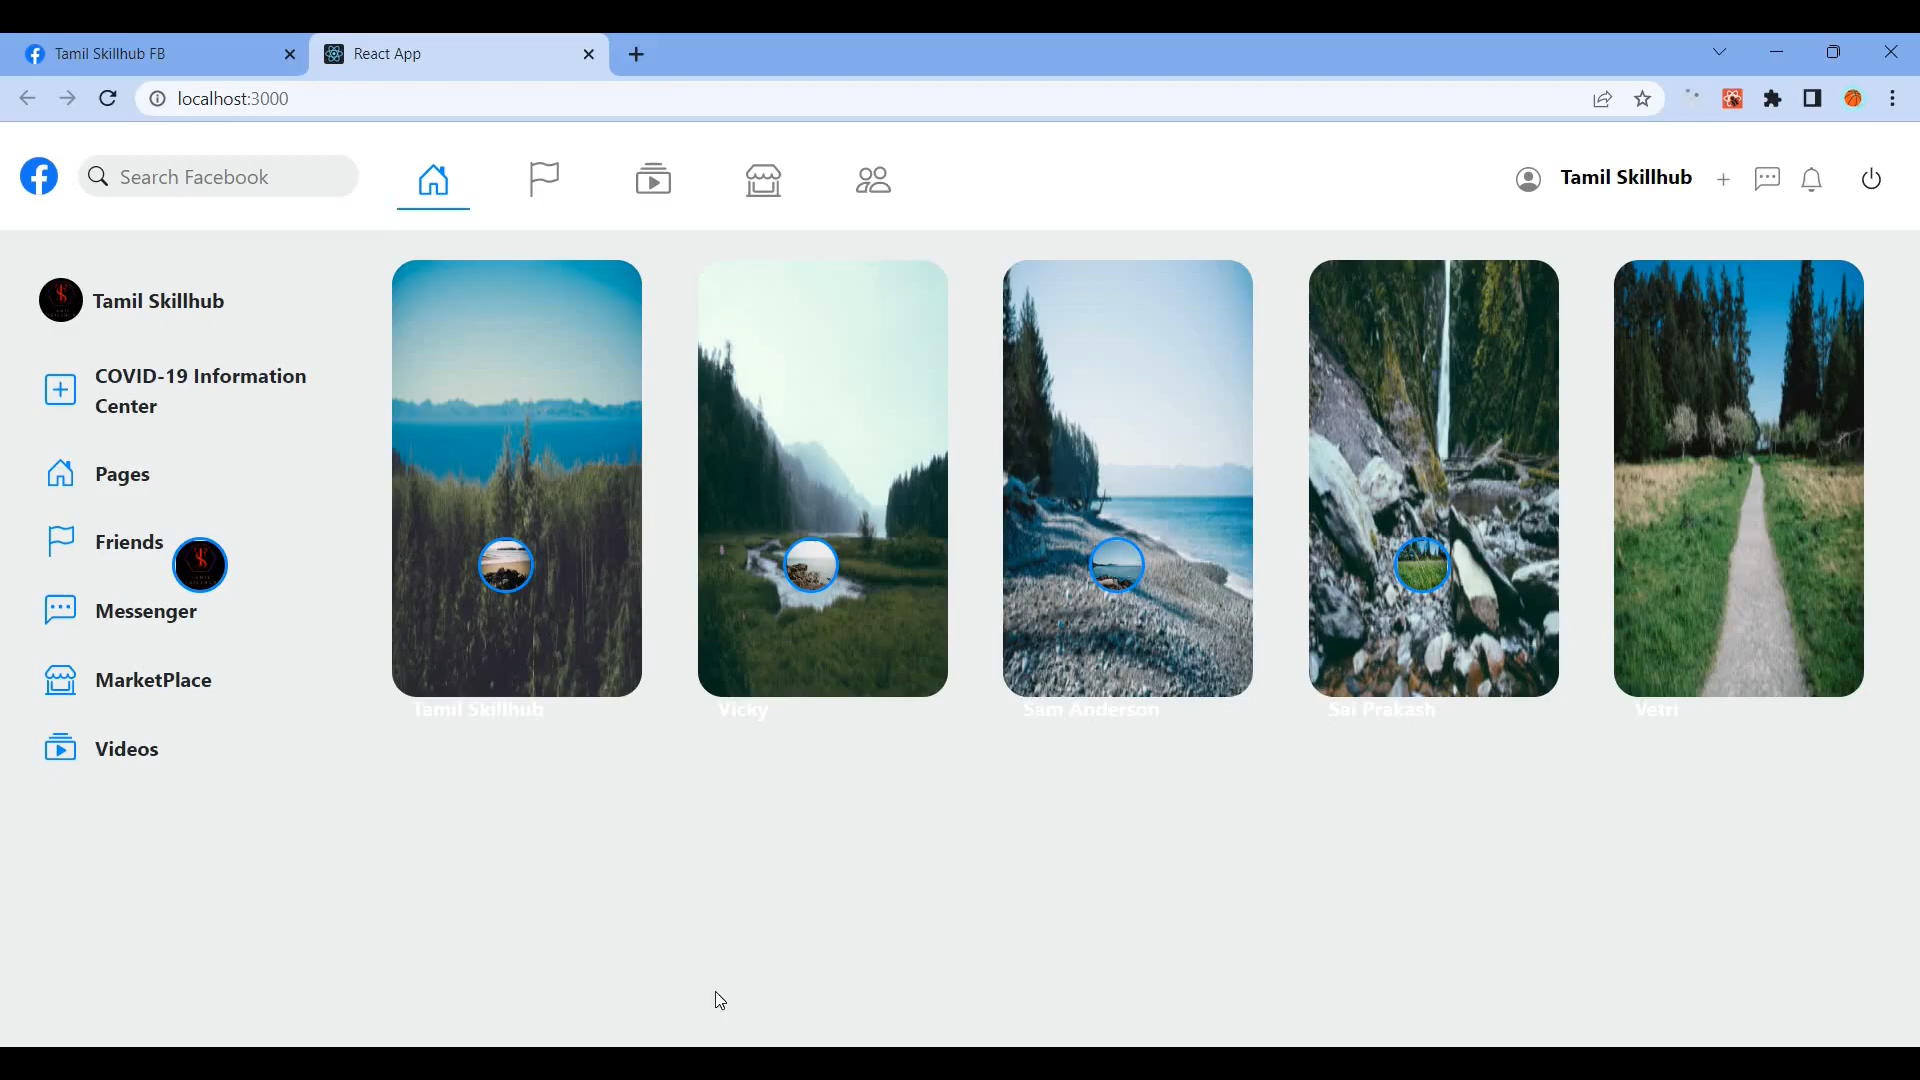 Tamil Skillhub FB
React App
localhost:3000
Search Facebook
Tamil Skillhub
Tamil Skillhub
COVID-19 Information
Center
Pages
Friends
Messenger
MarketPlace
Videos
Tamil Skillhub
Vicky
Sam Anderson
Sai Prakash
Vetri